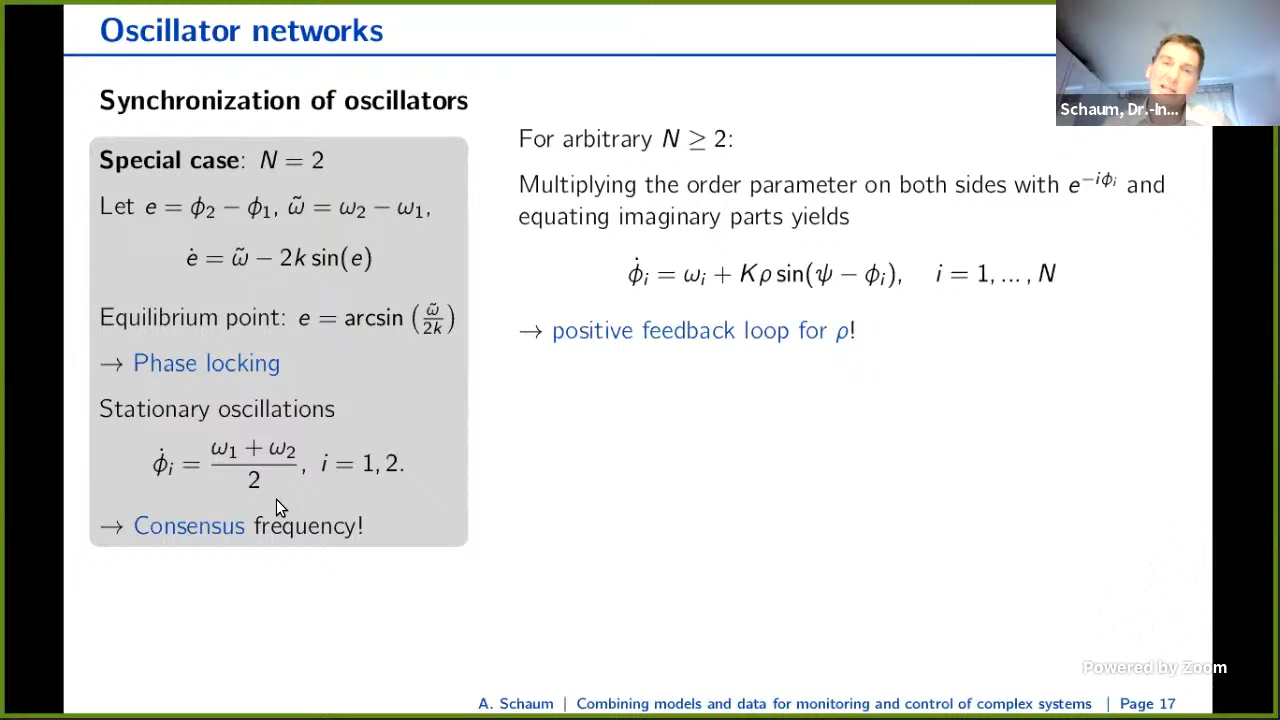 Oscillator networks
Synchronization of oscillators
Special case: N = 2
Let e = ϕ₂ − ϕ₁, ω̃ = ω₂ − ω₁,
ė = ω̃ − 2k sin(e)
Equilibrium point: e = arcsin (ω̃/2k)
→ Phase locking
Stationary oscillations
ϕ̇ᵢ = (ω₁ + ω₂)/2, i = 1, 2.
→ Consensus frequency!
For arbitrary N ≥ 2:
Multiplying the order parameter on both sides with e^{−iϕᵢ} and
equating imaginary parts yields
ϕ̇ᵢ = ωᵢ + Kρ sin(ψ − ϕᵢ), i = 1, ... , N
→ positive feedback loop for ρ!
Schaum, Dr.-In...
Powered by Zoom
A. Schaum | Combining models and data for monitoring and control of complex systems | Page 17